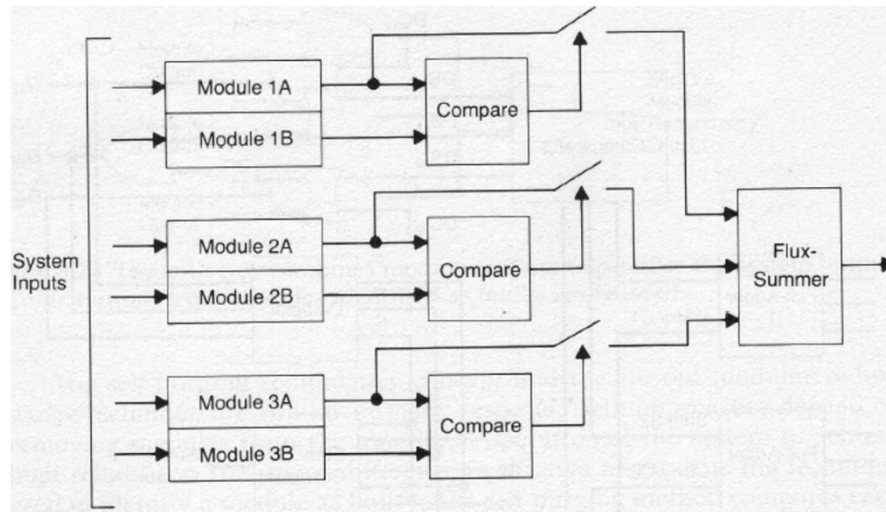 System
Inputs
Module 1A
Module 1B
Compare
Module 2A
Module 2B
Compare
Module 3A
Module 3B
Compare
Flux-
Summer